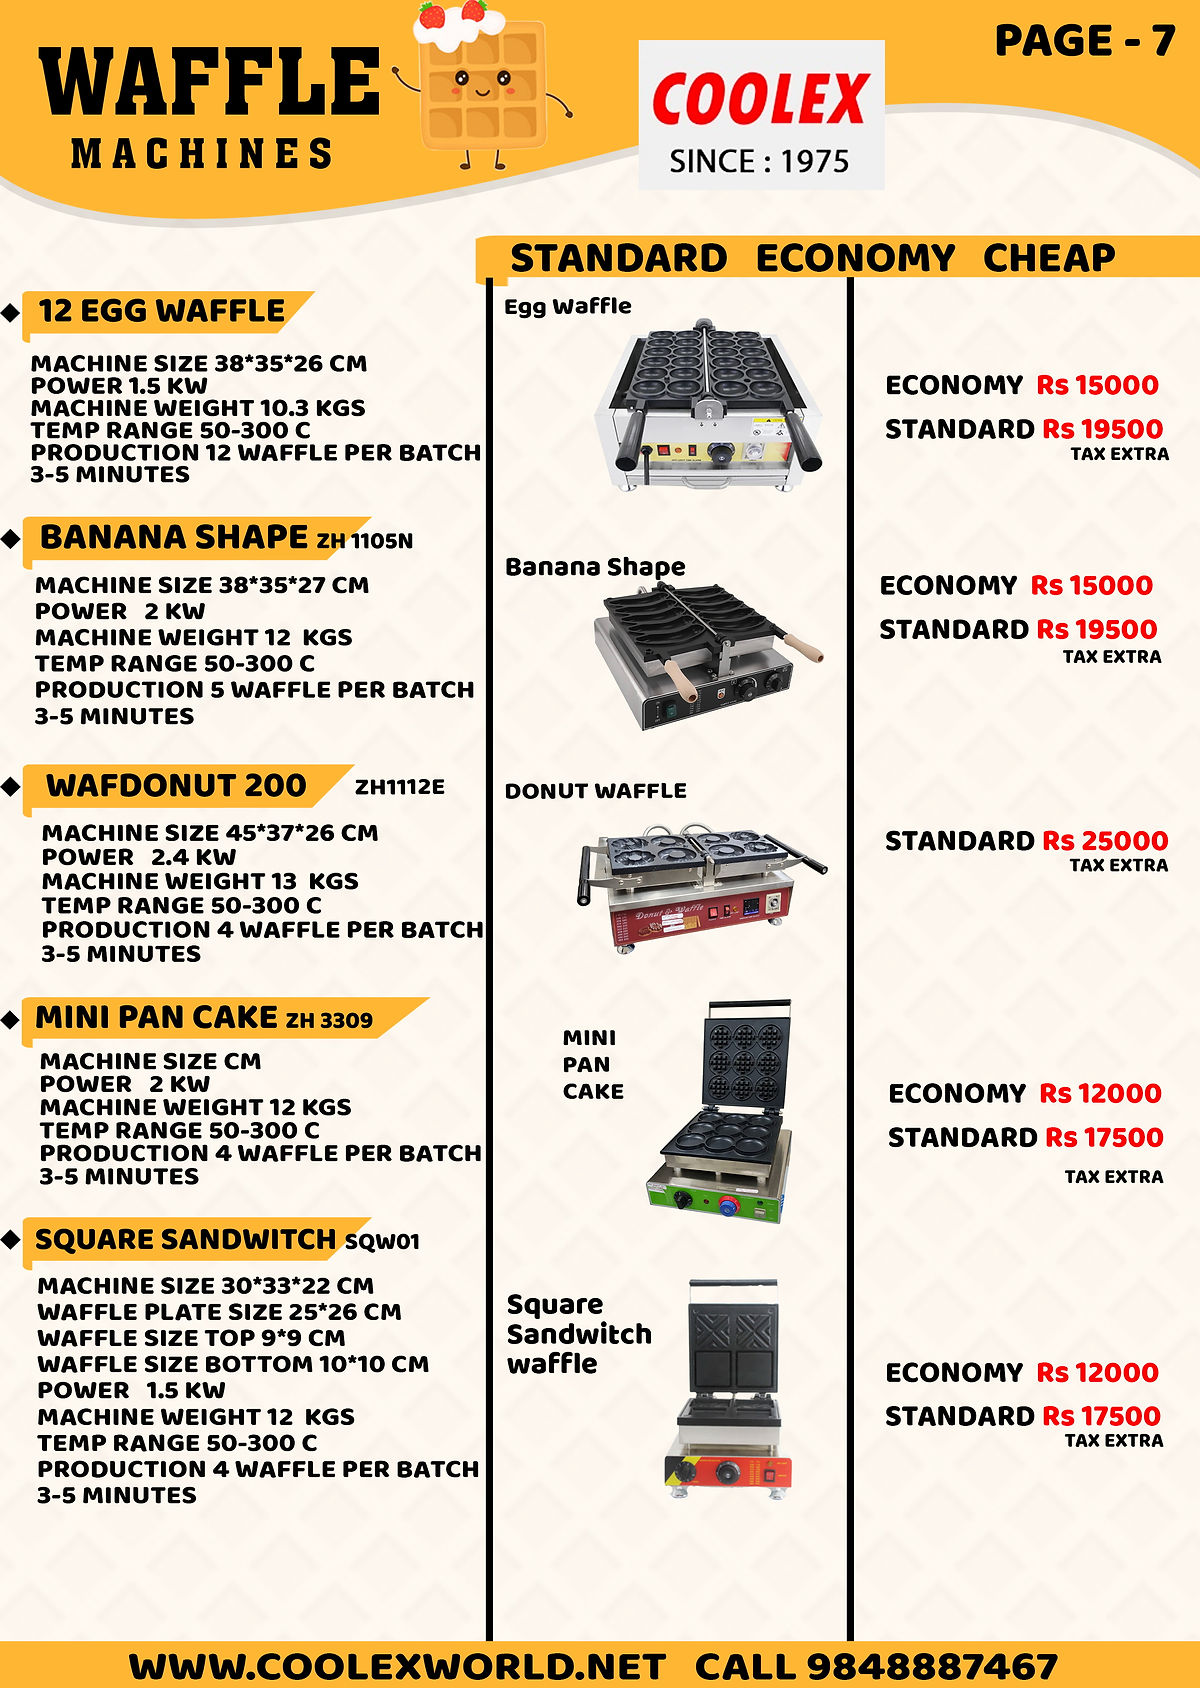 WAFFLE
MACHINES
COOLEX
SINCE : 1975
PAGE - 7
STANDARD ECONOMY CHEAP
12 EGG WAFFLE
MACHINE SIZE 38*35*26 CM
POWER 1.5 KW
MACHINE WEIGHT 10.3 KGS
TEMP RANGE 50-300 C
PRODUCTION 12 WAFFLE PER BATCH
3-5 MINUTES
Egg Waffle
ECONOMY Rs 15000
STANDARD Rs 19500
TAX EXTRA
BANANA SHAPE ZH 1105N
MACHINE SIZE 38*35*27 CM
POWER 2 KW
MACHINE WEIGHT 12 KGS
TEMP RANGE 50-300 C
PRODUCTION 5 WAFFLE PER BATCH
3-5 MINUTES
Banana Shape
ECONOMY Rs 15000
STANDARD Rs 19500
TAX EXTRA
WAFDONUT 200 ZH1112E
MACHINE SIZE 45*37*26 CM
POWER 2.4 KW
MACHINE WEIGHT 13 KGS
TEMP RANGE 50-300 C
PRODUCTION 4 WAFFLE PER BATCH
3-5 MINUTES
DONUT WAFFLE
Donut & Waffle
STANDARD Rs 25000
TAX EXTRA
MINI PAN CAKE ZH 3309
MACHINE SIZE CM
POWER 2 KW
MACHINE WEIGHT 12 KGS
TEMP RANGE 50-300 C
PRODUCTION 4 WAFFLE PER BATCH
3-5 MINUTES
MINI
PAN
CAKE
ECONOMY Rs 12000
STANDARD Rs 17500
TAX EXTRA
SQUARE SANDWITCH SQW01
MACHINE SIZE 30*33*22 CM
WAFFLE PLATE SIZE 25*26 CM
WAFFLE SIZE TOP 9*9 CM
WAFFLE SIZE BOTTOM 10*10 CM
POWER 1.5 KW
MACHINE WEIGHT 12 KGS
TEMP RANGE 50-300 C
PRODUCTION 4 WAFFLE PER BATCH
3-5 MINUTES
Square
Sandwitch
waffle
ECONOMY Rs 12000
STANDARD Rs 17500
TAX EXTRA
WWW.COOLEXWORLD.NET CALL 9848887467